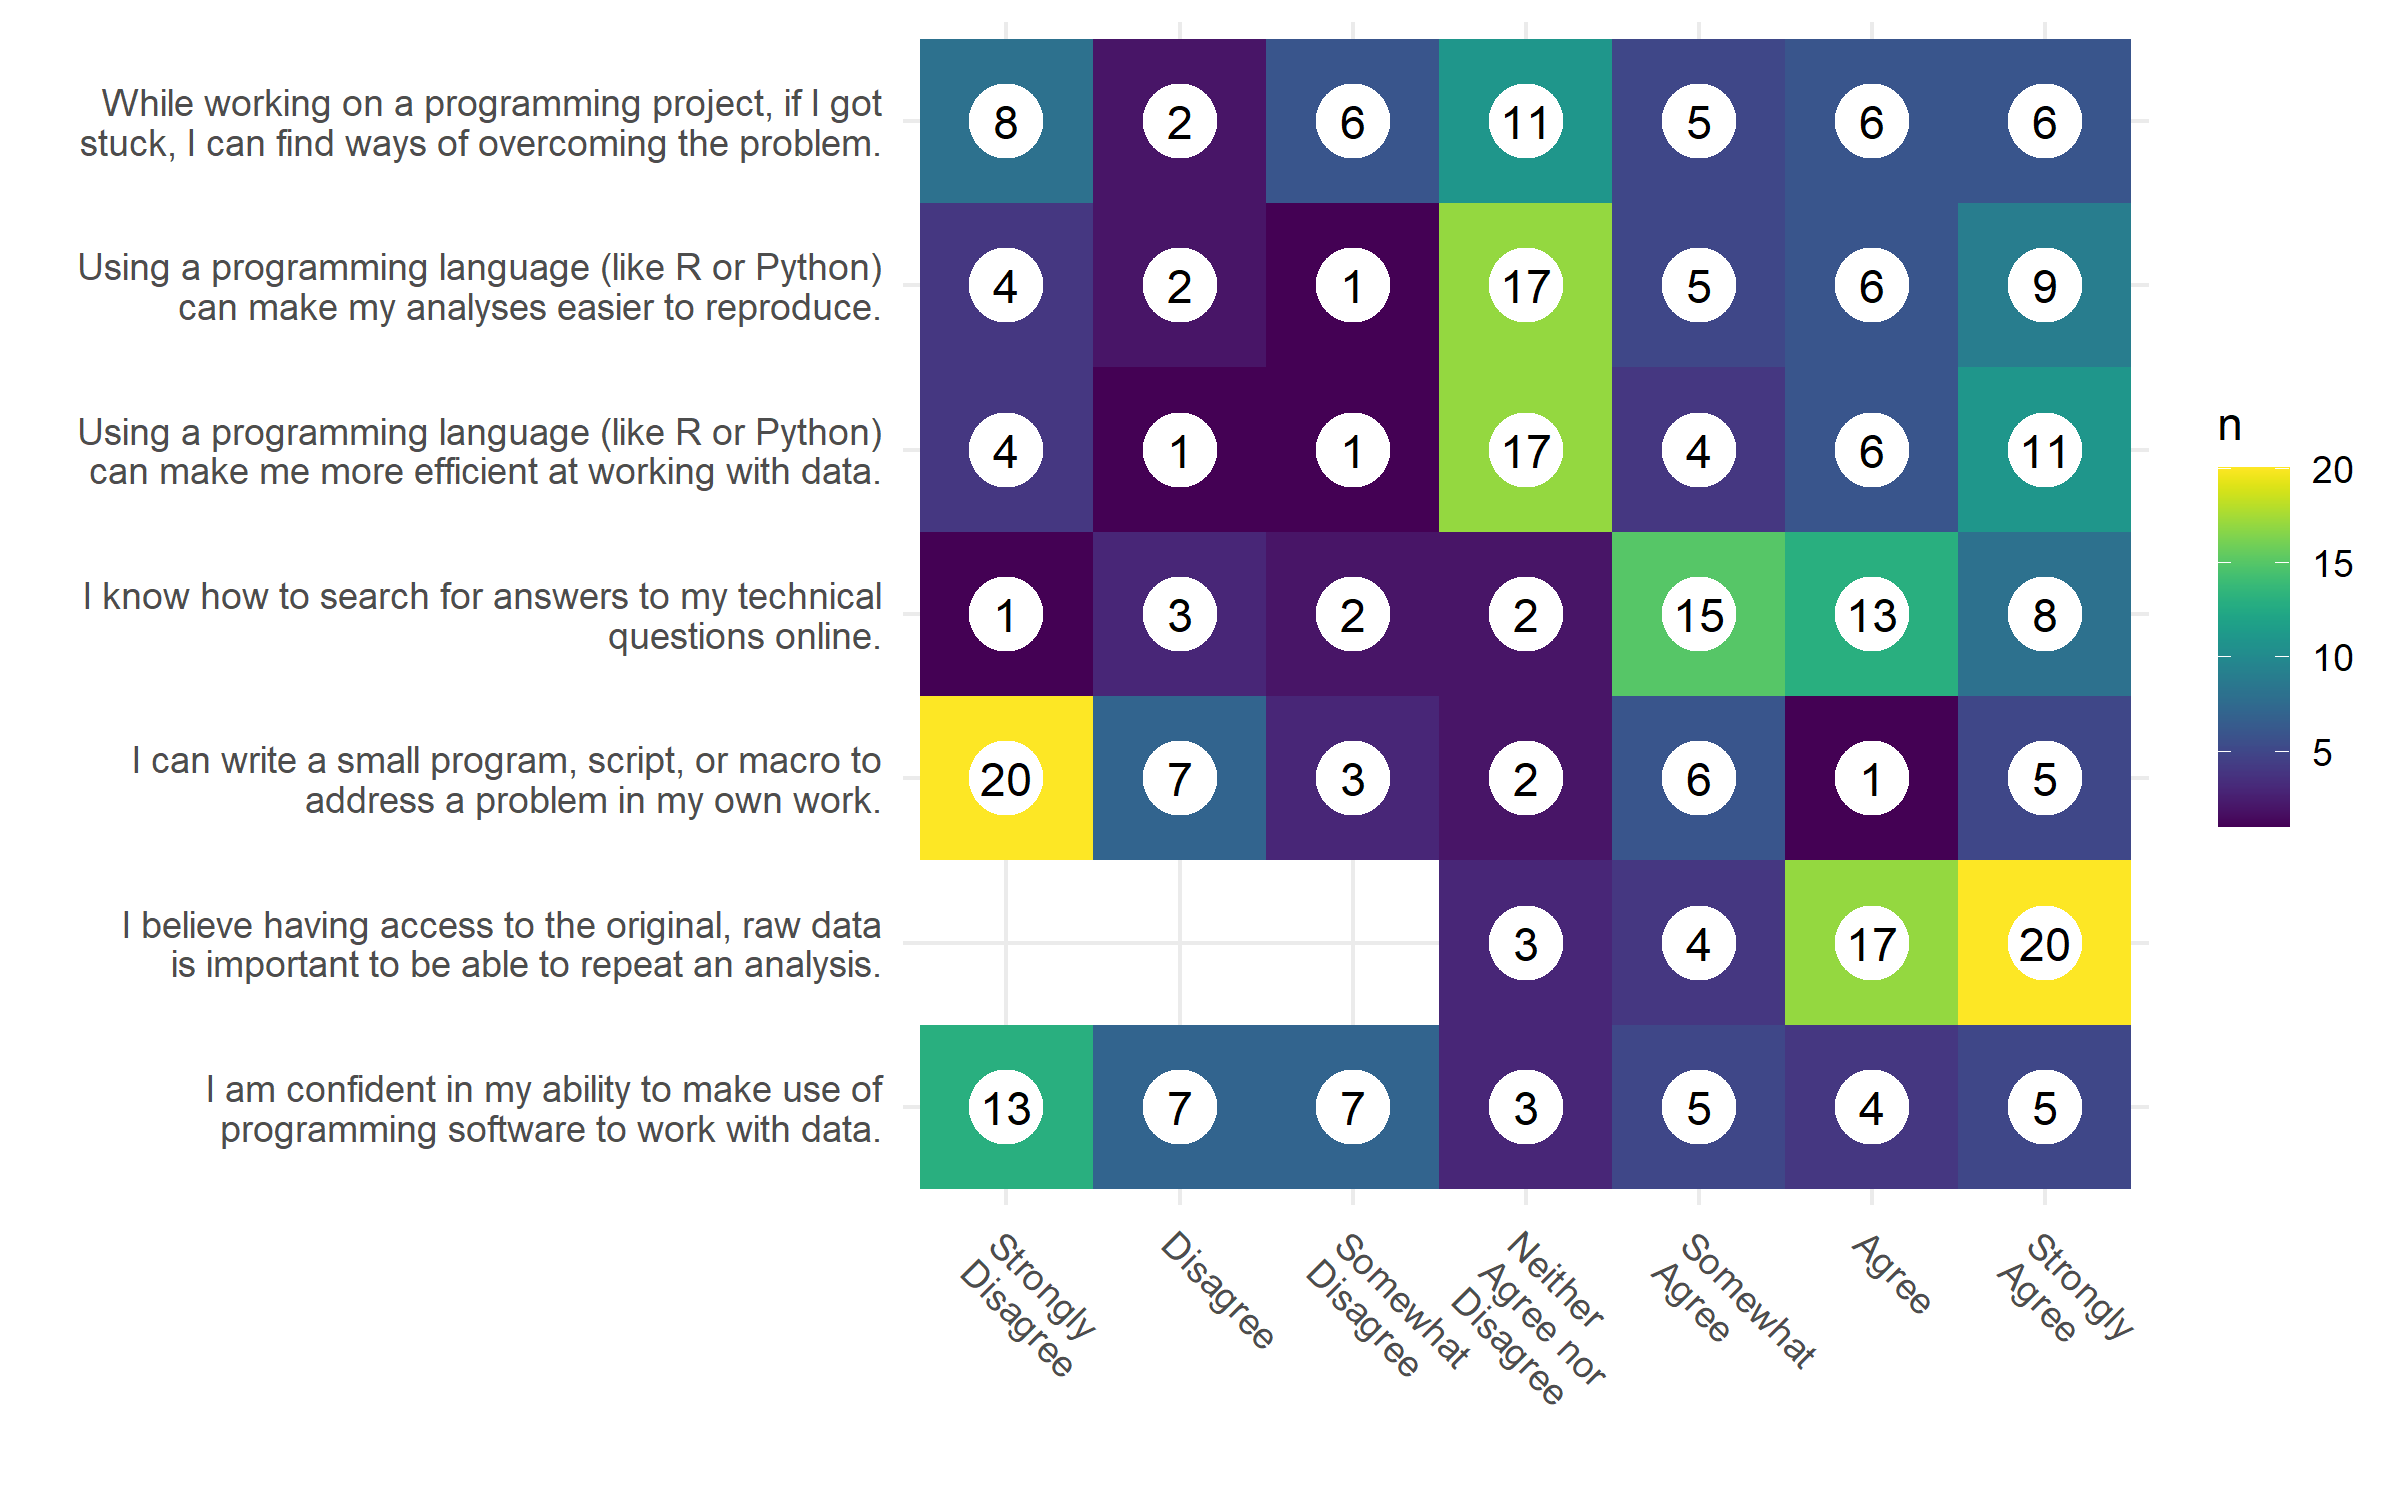 While working on a programming project, if I got
stuck, I can find ways of overcoming the problem.
8 2 6 11 5 6 6
Using a programming language (like R or Python)
can make my analyses easier to reproduce.
4 2 1 17 5 6 9
Using a programming language (like R or Python)
can make me more efficient at working with data.
4 1 1 17 4 6 11
I know how to search for answers to my technical
questions online.
1 3 2 2 15 13 8
I can write a small program, script, or macro to
address a problem in my own work.
20 7 3 2 6 1 5
I believe having access to the original, raw data
is important to be able to repeat an analysis.
3 4 17 20
I am confident in my ability to make use of
programming software to work with data.
13 7 7 3 5 4 5
Strongly
Disagree
Disagree
Somewhat
Disagree
Neither
Agree nor
Disagree
Somewhat
Agree
Agree
Strongly
Agree
n
20
15
10
5